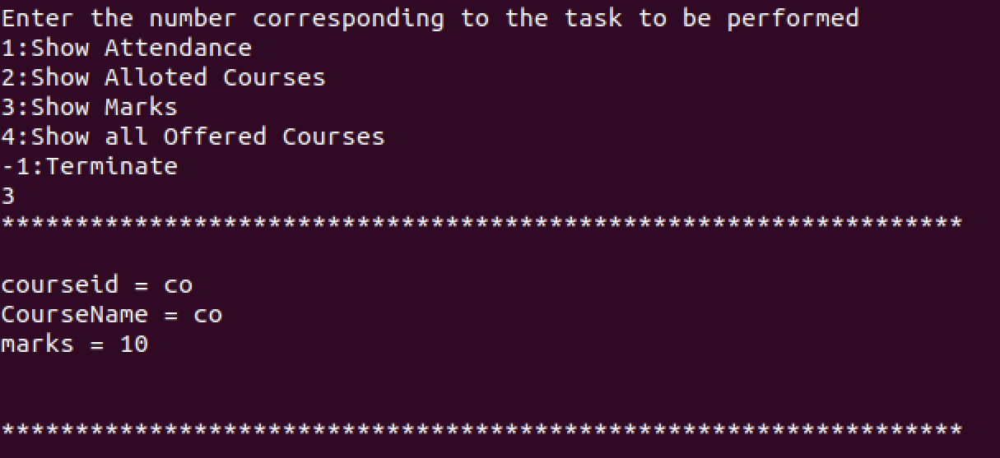 Enter the number corresponding to the task to be performed
1:Show Attendance
2:Show Alloted Courses
3:Show Marks
4:Show all Offered Courses
-1:Terminate
3
*****************************************************************
courseid = co
CourseName = co
marks = 10
*****************************************************************